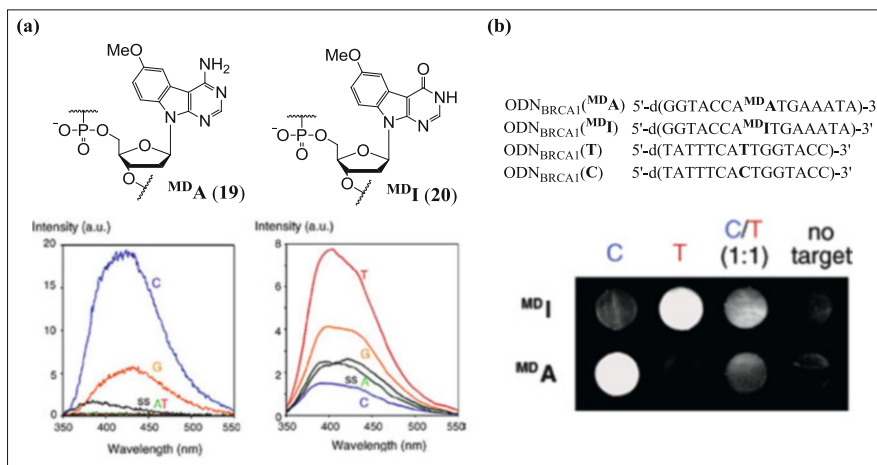 (a)
MeO
NH₂
N
N
N
O
⁻O-P-O
O
O
MDA (19)
MeO
O
NH
N
N
O
⁻O-P-O
O
O
MDI (20)
Intensity (a.u.)
20
15
10
5
0
C
G
ss AT
350 400 450 500 550
Wavelength (nm)
Intensity (a.u.)
8
6
4
2
0
T
G
ss A
C
350 400 450 500 550
Wavelength (nm)
(b)
ODNBRCA1(MDA) 5'-d(GGTACCAMDATGAAATA)-3'
ODNBRCA1(MDI) 5'-d(GGTACCAMDITGAAATA)-3'
ODNBRCA1(T) 5'-d(TATTTCATTGGTACC)-3'
ODNBRCA1(C) 5'-d(TATTTCACTGGTACC)-3'
C T C/T (1:1) no target
MDI
MDA